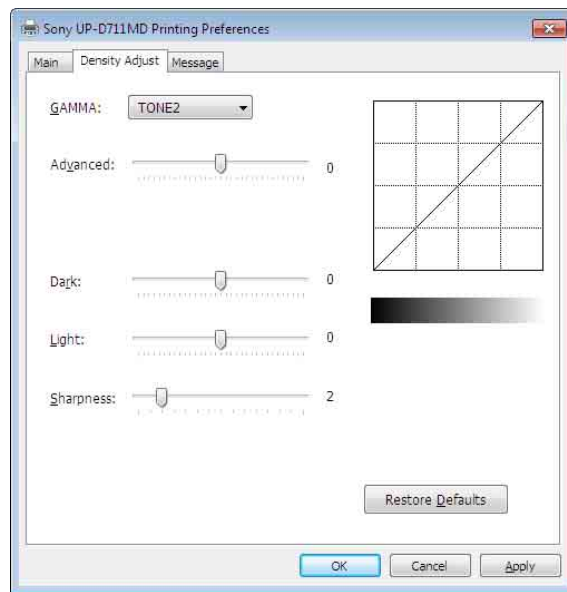 Sony UP-D711MD Printing Preferences
Main Density Adjust Message
GAMMA: TONE2
Advanced: 0
Dark: 0
Light: 0
Sharpness: 2
Restore Defaults
OK Cancel Apply